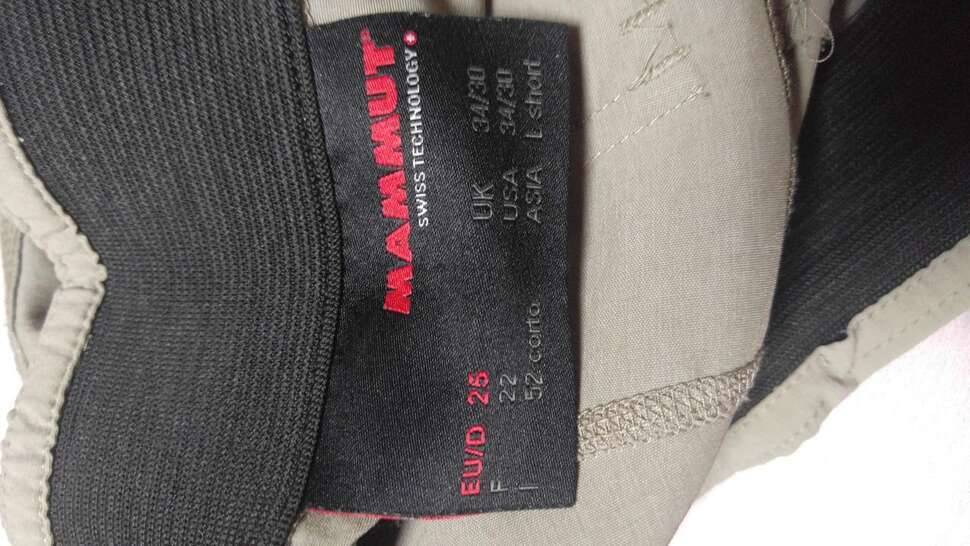 MAMMUT
SWISS TECHNOLOGY
EU/D 25 UK 34/30
F 22 USA 34/30
I 52 corto ASIA L short